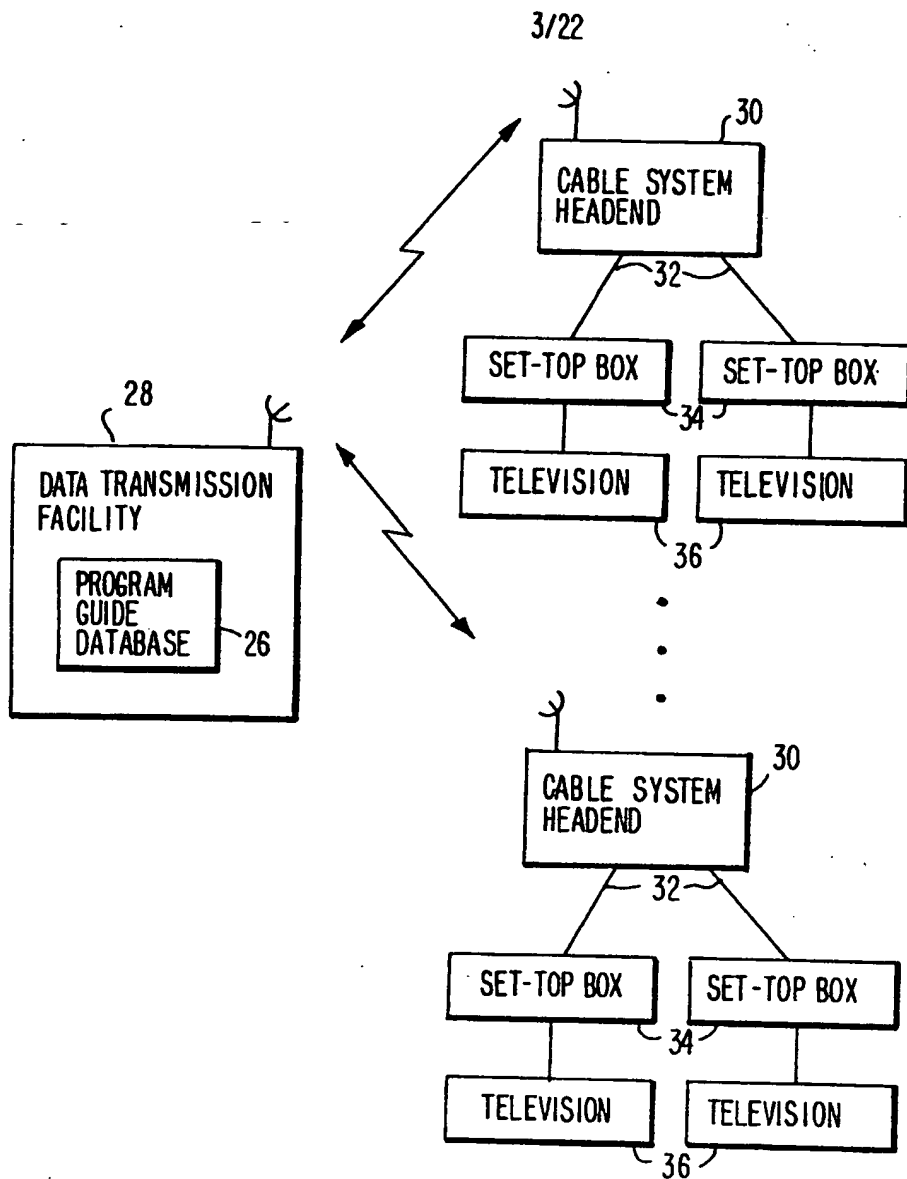 3/22
30
CABLE SYSTEM
HEADEND
32
SET-TOP BOX
SET-TOP BOX
34
TELEVISION
TELEVISION
36
28
DATA TRANSMISSION
FACILITY
PROGRAM
GUIDE
DATABASE
26
30
CABLE SYSTEM
HEADEND
32
SET-TOP BOX
SET-TOP BOX
34
TELEVISION
TELEVISION
36